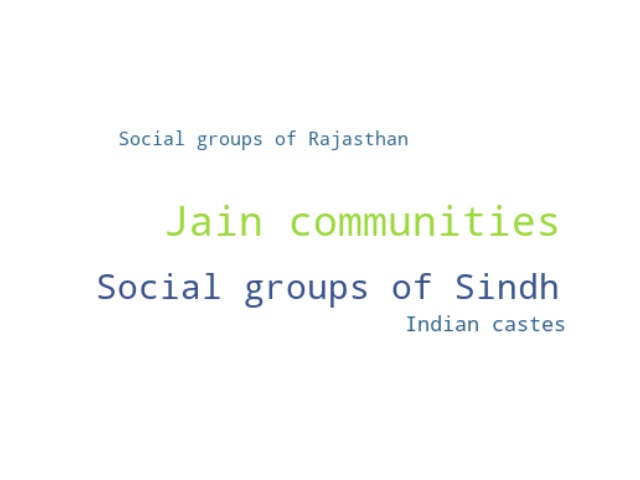 Social groups of Rajasthan
Jain communities
Social groups of Sindh
Indian castes